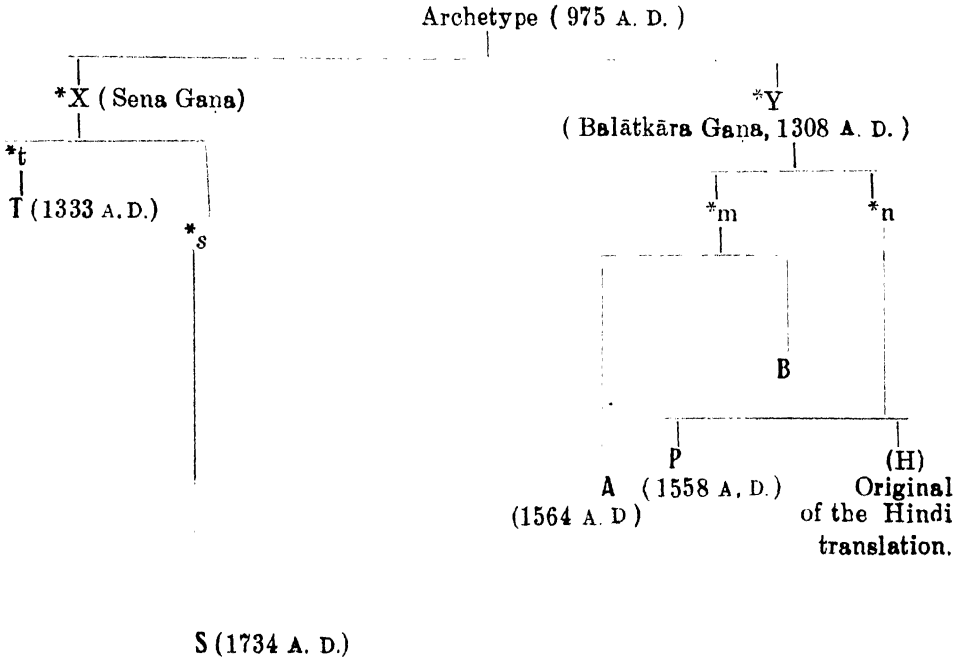 Archetype ( 975 A. D. )
*X ( Sena Gaṇa)
*Y
( Balātkāra Gaṇa, 1308 A. D. )
*t
T (1333 A. D.)
*s
*m
*n
B
P
(H)
A ( 1558 A, D.) Original
(1564 A. D) of the Hindi
translation.
S (1734 A. D.)